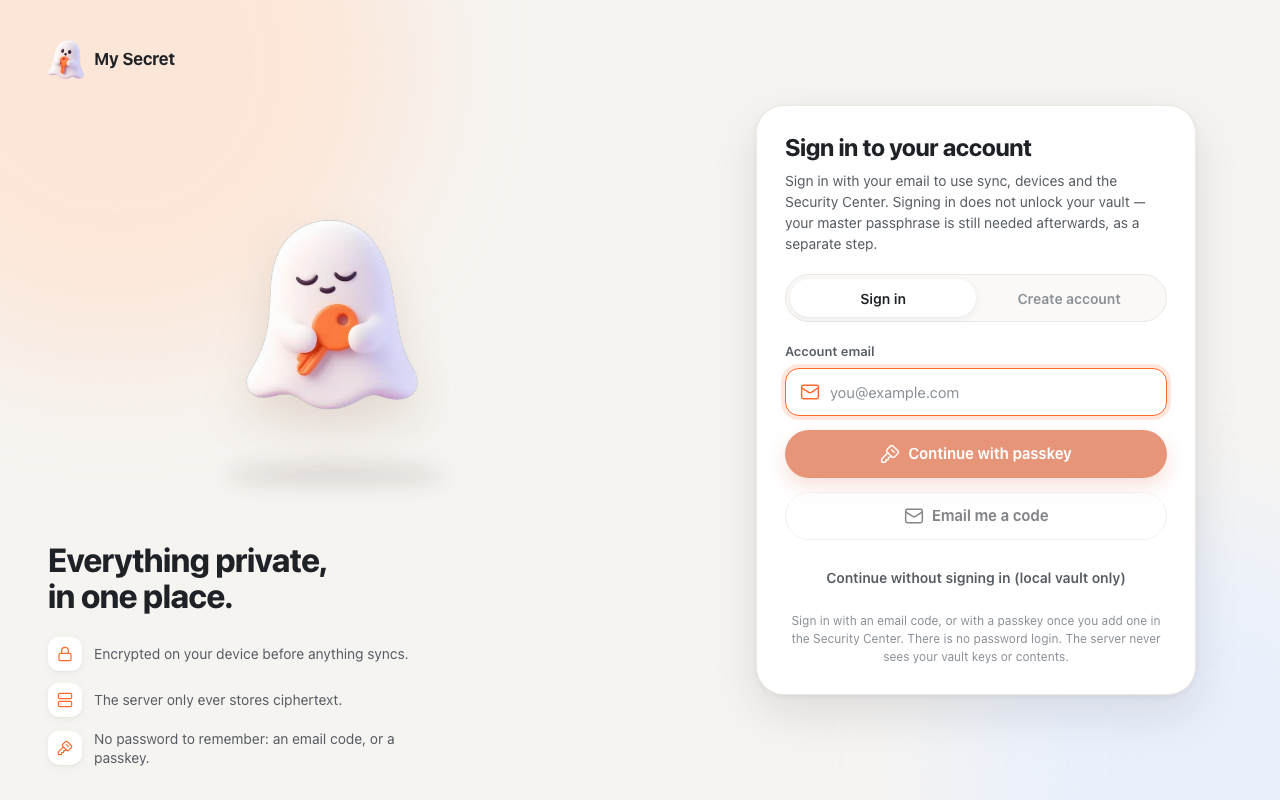 My Secret
Everything private,
in one place.
Encrypted on your device before anything syncs.
The server only ever stores ciphertext.
No password to remember: an email code, or a
passkey.
Sign in to your account
Sign in with your email to use sync, devices and the
Security Center. Signing in does not unlock your vault —
your master passphrase is still needed afterwards, as a
separate step.
Sign in
Create account
Account email
you@example.com
Continue with passkey
Email me a code
Continue without signing in (local vault only)
Sign in with an email code, or with a passkey once you add one in
the Security Center. There is no password login. The server never
sees your vault keys or contents.